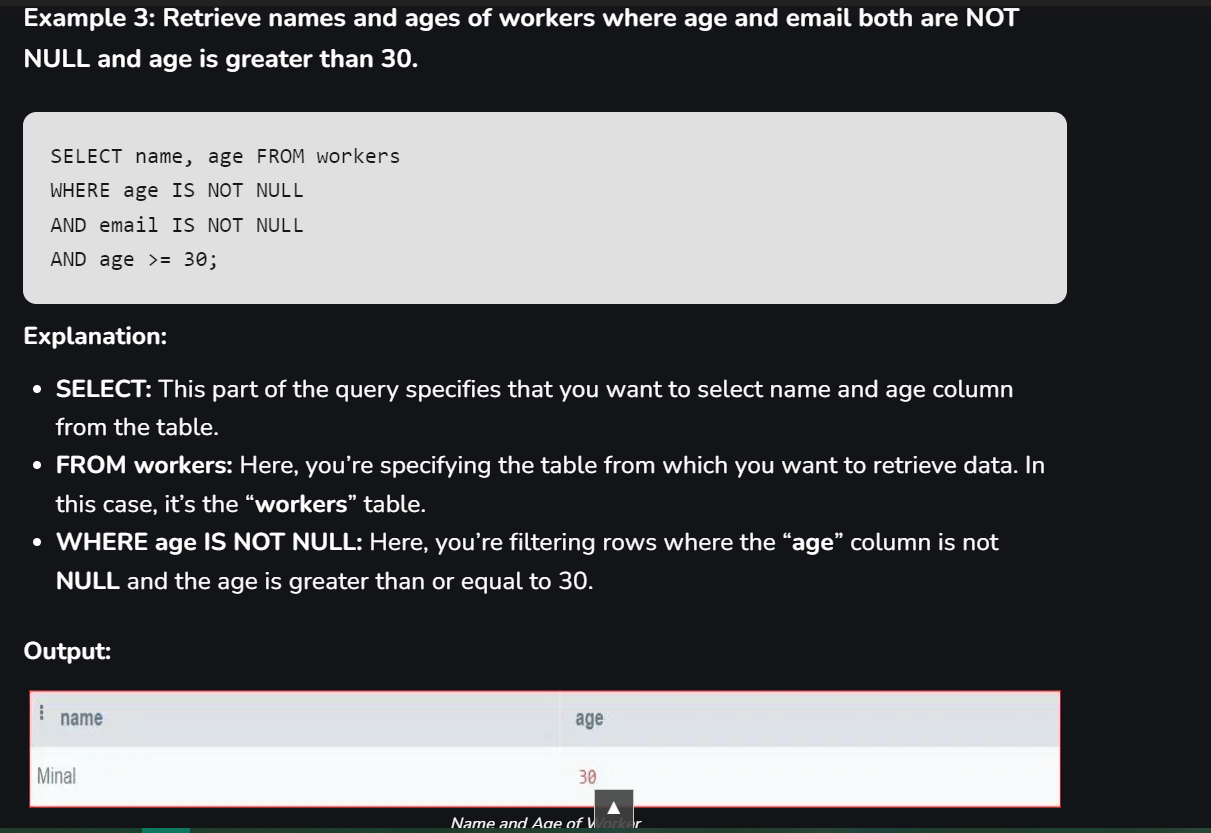 Example 3: Retrieve names and ages of workers where age and email both are NOT
NULL and age is greater than 30.
SELECT name, age FROM workers
WHERE age IS NOT NULL
AND email IS NOT NULL
AND age >= 30;
Explanation:
• SELECT: This part of the query specifies that you want to select name and age column
from the table.
• FROM workers: Here, you’re specifying the table from which you want to retrieve data. In
this case, it’s the “workers” table.
• WHERE age IS NOT NULL: Here, you’re filtering rows where the “age” column is not
NULL and the age is greater than or equal to 30.
Output:
name age
Minal 30
Name and Age of Worker